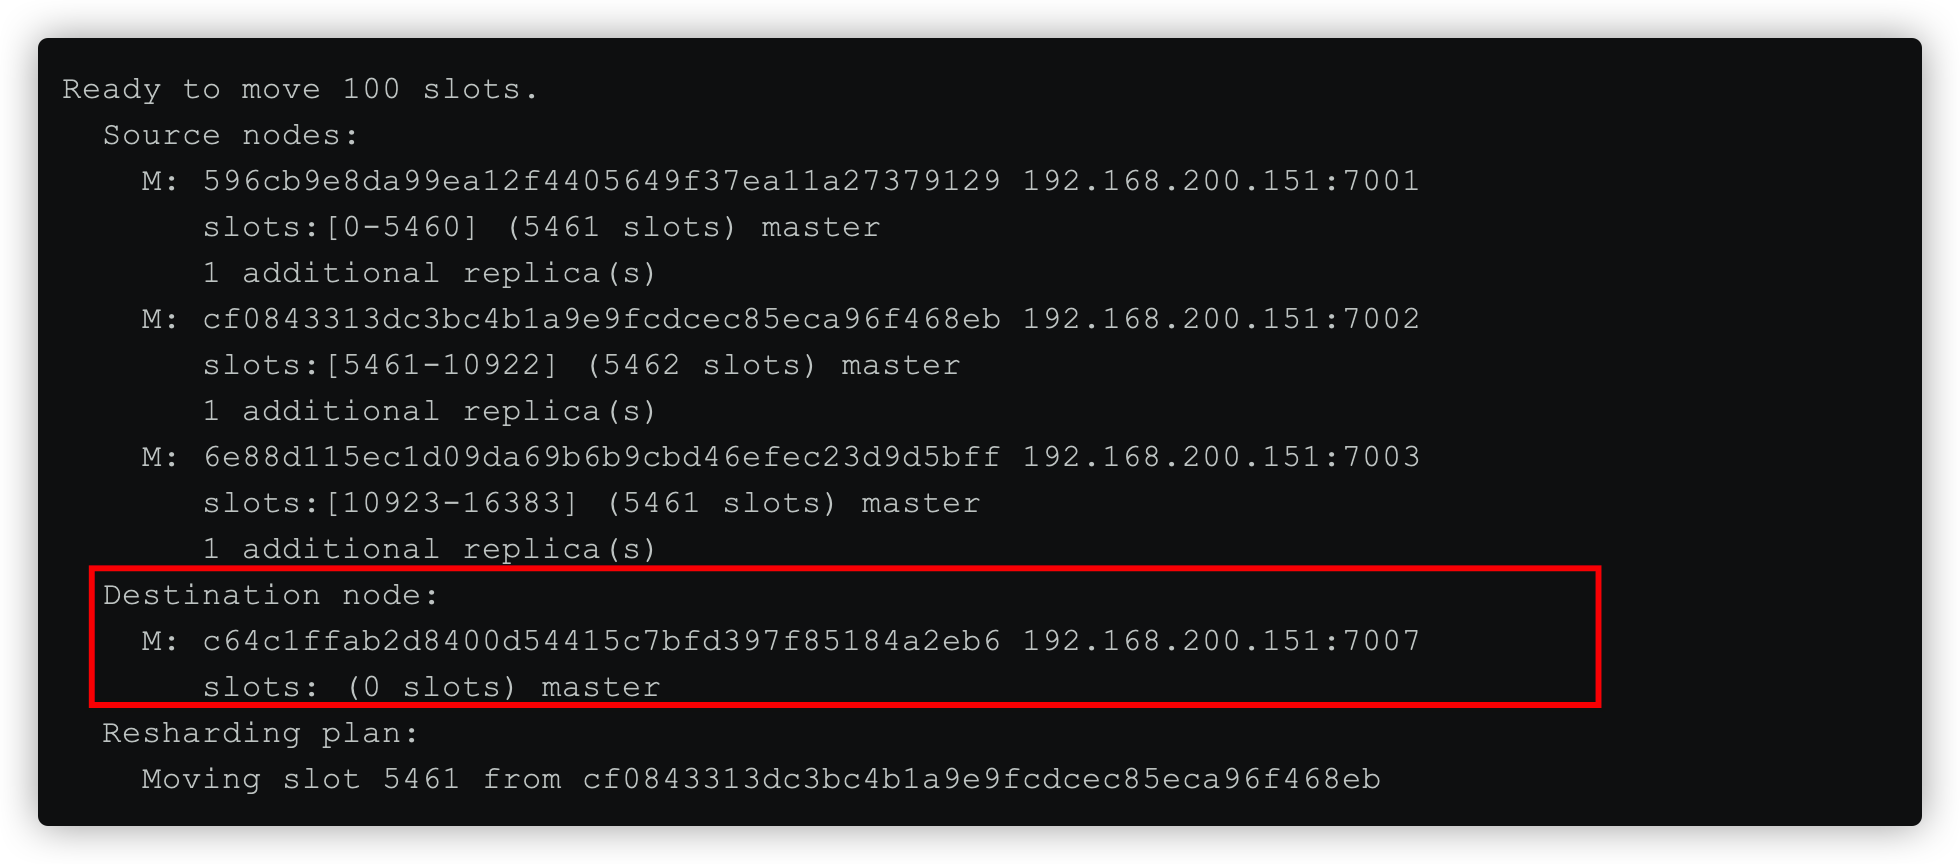 Ready to move 100 slots.
Source nodes:
M: 596cb9e8da99ea12f4405649f37ea11a27379129 192.168.200.151:7001
slots:[0-5460] (5461 slots) master
1 additional replica(s)
M: cf0843313dc3bc4b1a9e9fcdcec85eca96f468eb 192.168.200.151:7002
slots:[5461-10922] (5462 slots) master
1 additional replica(s)
M: 6e88d115ec1d09da69b6b9cbd46efec23d9d5bff 192.168.200.151:7003
slots:[10923-16383] (5461 slots) master
1 additional replica(s)
Destination node:
M: c64c1ffab2d8400d54415c7bfd397f85184a2eb6 192.168.200.151:7007
slots: (0 slots) master
Resharding plan:
Moving slot 5461 from cf0843313dc3bc4b1a9e9fcdcec85eca96f468eb